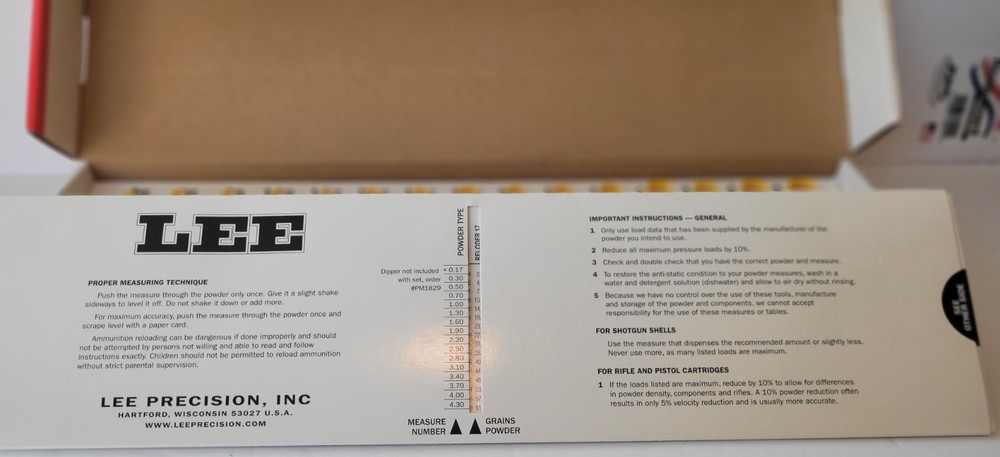 LEE
PROPER MEASURING TECHNIQUE
Push the measure through the powder only once. Give it a slight shake
sideways to level it off. Do not shake it down or add more.
For maximum accuracy, push the measure through the powder once and
scrape level with a paper card.
Ammunition reloading can be dangerous if done improperly and should
not be attempted by persons not willing and able to read and follow
instructions exactly. Children should not be permitted to reload ammunition
without strict parental supervision.
LEE PRECISION, INC
HARTFORD, WISCONSIN 53027 U.S.A.
WWW.LEEPRECISION.COM
POWDER TYPE
RELODER 17
Dipper not included
with set, order
#PM1829
* 0.17
0.30
0.50
0.70
1.00
1.30
1.60
1.90
2.20
2.50
2.80
3.10
3.40
3.70
4.00
4.30
MEASURE
NUMBER
GRAINS
POWDER
IMPORTANT INSTRUCTIONS — GENERAL
1 Only use load data that has been supplied by the manufacturer of the
powder you intend to use.
2 Reduce all maximum pressure loads by 10%.
3 Check and double check that you have the correct powder and measure.
4 To restore the anti-static condition to your powder measures, wash in a
water and detergent solution (dishwater) and allow to air dry without rinsing.
5 Because we have no control over the use of these tools, manufacture
and storage of the powder and components, we cannot accept
responsibility for the use of these measures or tables.
FOR SHOTGUN SHELLS
Use the measure that dispenses the recommended amount or slightly less.
Never use more, as many listed loads are maximum.
FOR RIFLE AND PISTOL CARTRIDGES
1 If the loads listed are maximum, reduce by 10% to allow for differences
in powder density, components and rifles. A 10% powder reduction often
results in only 5% velocity reduction and is usually more accurate.
SEE
OTHER SIDE